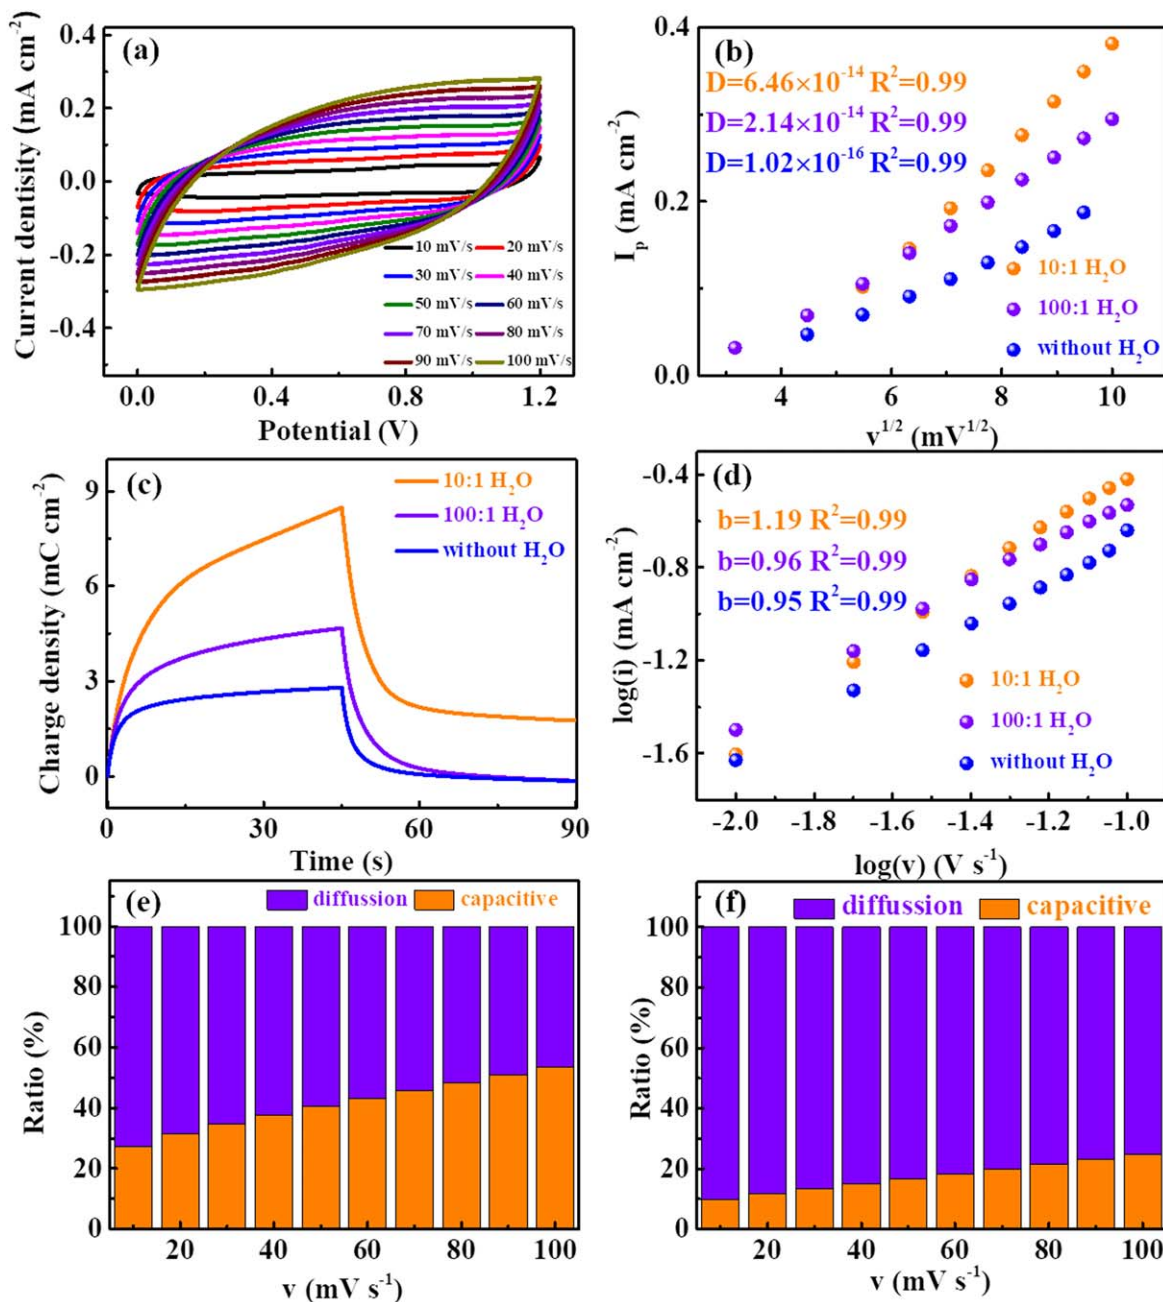 (a)
0.4
0.2
0.0
-0.2
-0.4
Current dentisity (mA cm⁻²)
10 mV/s 20 mV/s
30 mV/s 40 mV/s
50 mV/s 60 mV/s
70 mV/s 80 mV/s
90 mV/s 100 mV/s
0.0 0.4 0.8 1.2
Potential (V)
(b)
D=6.46×10⁻¹⁴ R²=0.99
D=2.14×10⁻¹⁴ R²=0.99
D=1.02×10⁻¹⁶ R²=0.99
0.4
0.2
0.0
Iₚ (mA cm⁻²)
10:1 H₂O
100:1 H₂O
without H₂O
4 6 8 10
v¹ᐟ² (mV¹ᐟ²)
(c)
10:1 H₂O
100:1 H₂O
without H₂O
9
6
3
0
Charge density (mC cm⁻²)
0 30 60 90
Time (s)
(d)
b=1.19 R²=0.99
b=0.96 R²=0.99
b=0.95 R²=0.99
-0.4
-0.8
-1.2
-1.6
log(i) (mA cm⁻²)
10:1 H₂O
100:1 H₂O
without H₂O
-2.0 -1.8 -1.6 -1.4 -1.2 -1.0
log(v) (V s⁻¹)
(e)
diffussion capacitive
100
80
60
40
20
0
Ratio (%)
20 40 60 80 100
v (mV s⁻¹)
(f)
diffussion capacitive
100
80
60
40
20
0
Ratio (%)
20 40 60 80 100
v (mV s⁻¹)